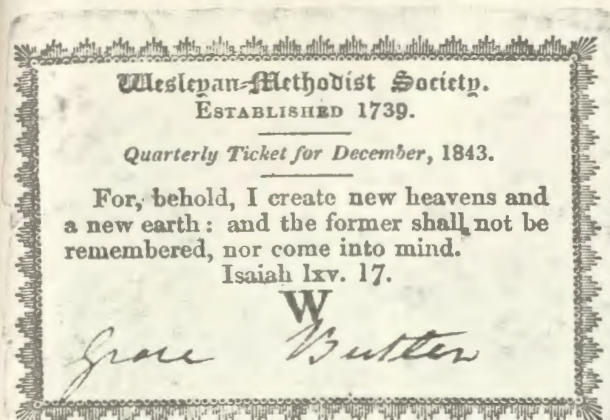 Wesleyan-Methodist Society.
ESTABLISHED 1739.
Quarterly Ticket for December, 1843.
For, behold, I create new heavens and
a new earth: and the former shall not be
remembered, nor come into mind.
Isaiah lxv. 17.
W
Grace Butler